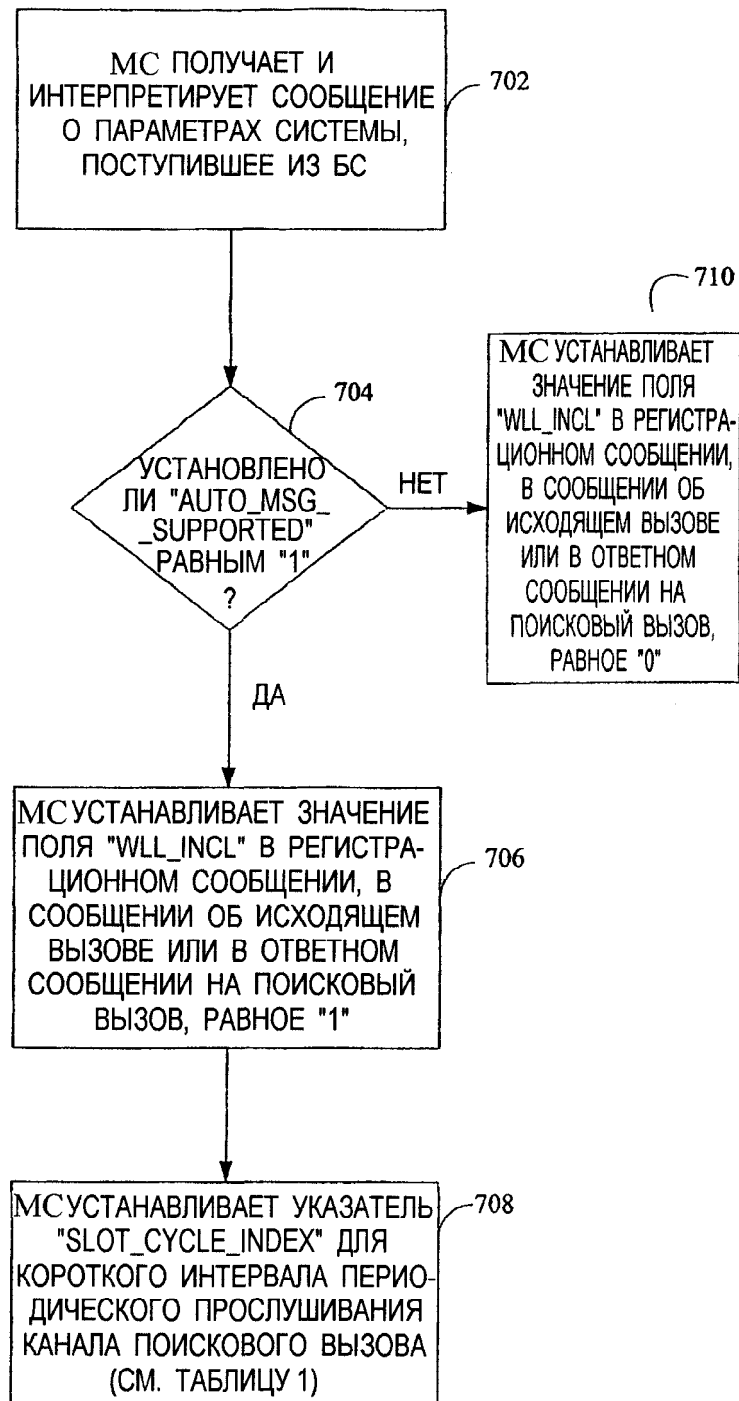 МС ПОЛУЧАЕТ И
ИНТЕРПРЕТИРУЕТ СООБЩЕНИЕ
О ПАРАМЕТРАХ СИСТЕМЫ,
ПОСТУПИВШЕЕ ИЗ БС
702
704
УСТАНОВЛЕНО
ЛИ "AUTO_MSG_
_SUPPORTED"
РАВНЫМ "1"
?
НЕТ
ДА
710
МС УСТАНАВЛИВАЕТ
ЗНАЧЕНИЕ ПОЛЯ
"WLL_INCL" В РЕГИСТРА-
ЦИОННОМ СООБЩЕНИИ,
В СООБЩЕНИИ ОБ
ИСХОДЯЩЕМ ВЫЗОВЕ
ИЛИ В ОТВЕТНОМ
СООБЩЕНИИ НА
ПОИСКОВЫЙ ВЫЗОВ,
РАВНОЕ "0"
МС УСТАНАВЛИВАЕТ ЗНАЧЕНИЕ
ПОЛЯ "WLL_INCL" В РЕГИСТРА-
ЦИОННОМ СООБЩЕНИИ, В
СООБЩЕНИИ ОБ ИСХОДЯЩЕМ
ВЫЗОВЕ ИЛИ В ОТВЕТНОМ
СООБЩЕНИИ НА ПОИСКОВЫЙ
ВЫЗОВ, РАВНОЕ "1"
706
МС УСТАНАВЛИВАЕТ УКАЗАТЕЛЬ
"SLOT_CYCLE_INDEX" ДЛЯ
КОРОТКОГО ИНТЕРВАЛА ПЕРИО-
ДИЧЕСКОГО ПРОСЛУШИВАНИЯ
КАНАЛА ПОИСКОВОГО ВЫЗОВА
(СМ. ТАБЛИЦУ 1)
708